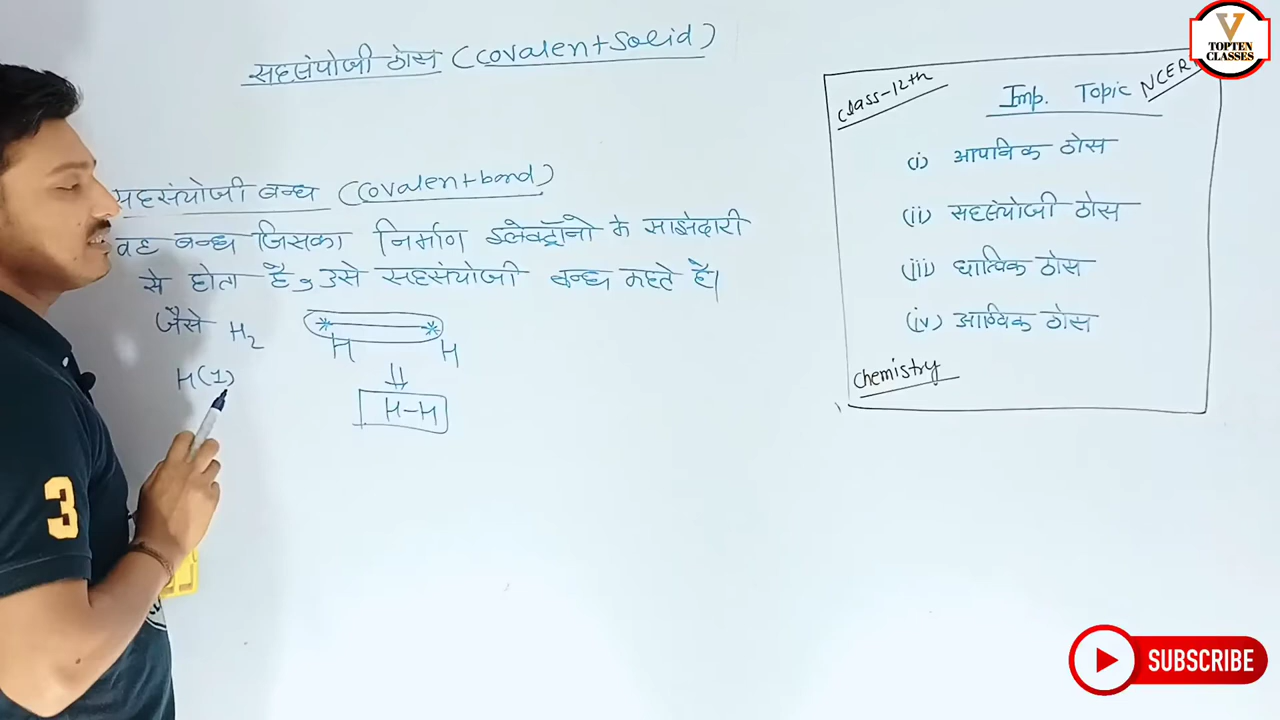 सहसंयोजी ठोस (Covalent Solid)
सहसंयोजी बन्ध (Covalent bond)
वह बन्ध जिसका निर्माण इलेक्ट्रॉनो के साझेदारी
से होता है, उसे सहसंयोजी बन्ध कहते है।
जैसे H₂
H H
H(1)
H-H
Class-12th
Imp. Topic NCERT
(i) आयनिक ठोस
(ii) सहसंयोजी ठोस
(iii) धात्विक ठोस
(iv) आण्विक ठोस
Chemistry
V
TOPTEN
CLASSES
3
SUBSCRIBE